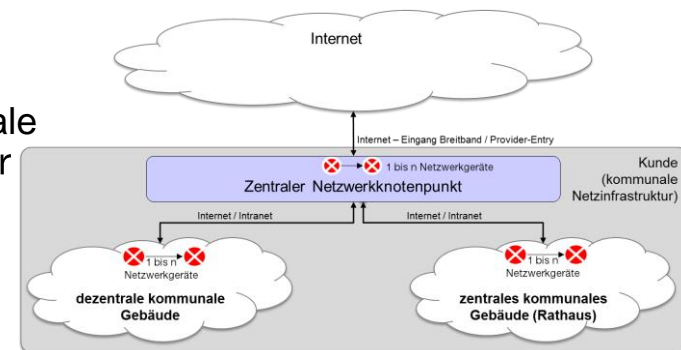 Internet
ale
r
Internet – Eingang Breitband / Provider-Entry
1 bis n Netzwerkgeräte
Zentraler Netzwerkknotenpunkt
Kunde
(kommunale
Netzinfrastruktur)
Internet / Intranet
Internet / Intranet
1 bis n
Netzwerkgeräte
dezentrale kommunale
Gebäude
1 bis n
Netzwerkgeräte
zentrales kommunales
Gebäude (Rathaus)